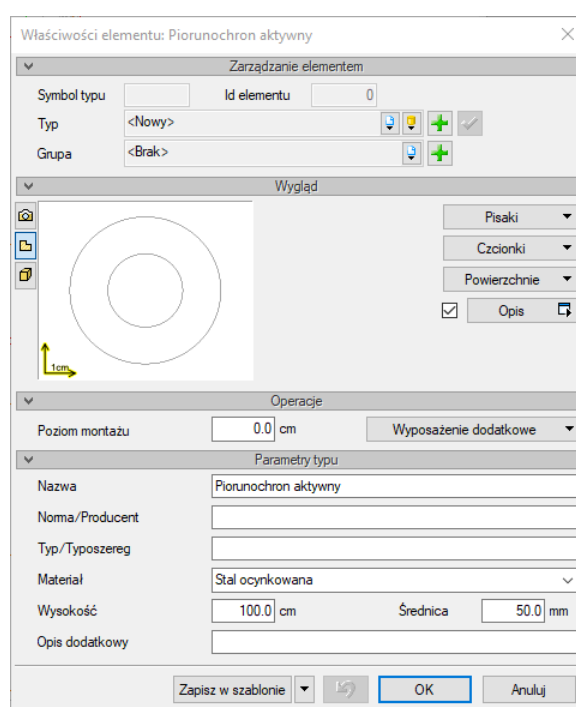 Właściwości elementu: Piorunochron aktywny
Zarządzanie elementem
Symbol typu Id elementu 0
Typ <Nowy>
Grupa <Brak>
Wygląd
Pisaki
Czcionki
Powierzchnie
Opis
1cm
Operacje
Poziom montażu 0.0 cm Wyposażenie dodatkowe
Parametry typu
Nazwa Piorunochron aktywny
Norma/Producent
Typ/Typoszereg
Materiał Stal ocynkowana
Wysokość 100.0 cm Średnica 50.0 mm
Opis dodatkowy
Zapisz w szablonie OK Anuluj